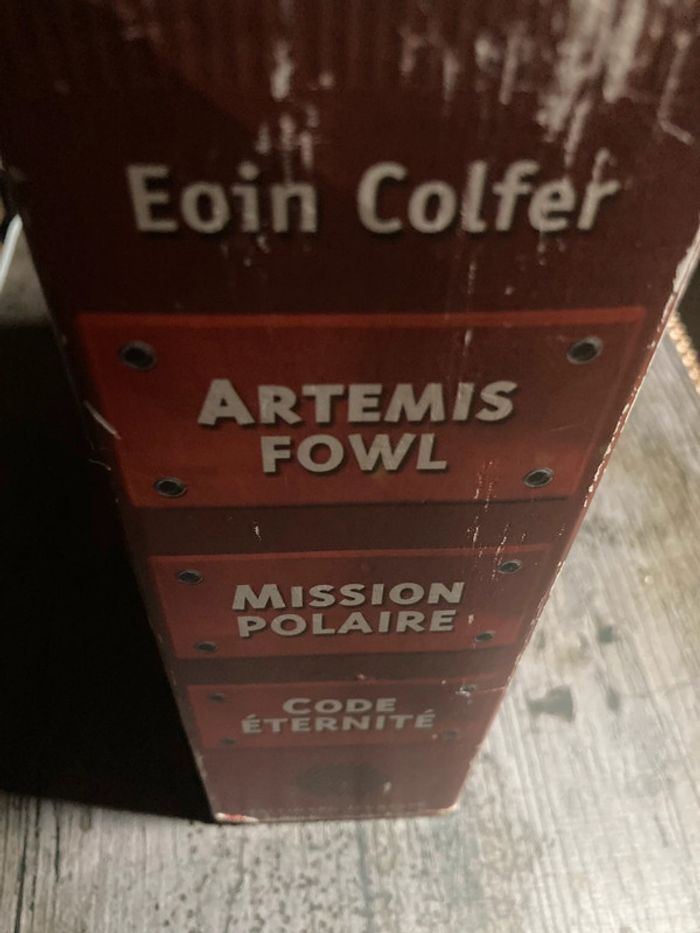 Eoin Colfer
ARTEMIS
FOWL
MISSION
POLAIRE
CODE
ÉTERNITÉ